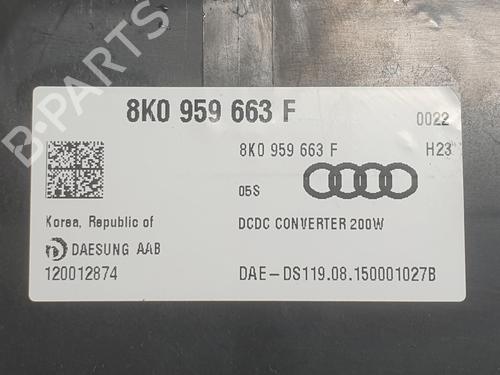 8K0 959 663 F
0022
8K0 959 663 F
H23
05S
Korea, Republic of
DCDC CONVERTER 200W
DAESUNG AAB
120012874
DAE-DS119.08.150001027B
B-PARTS